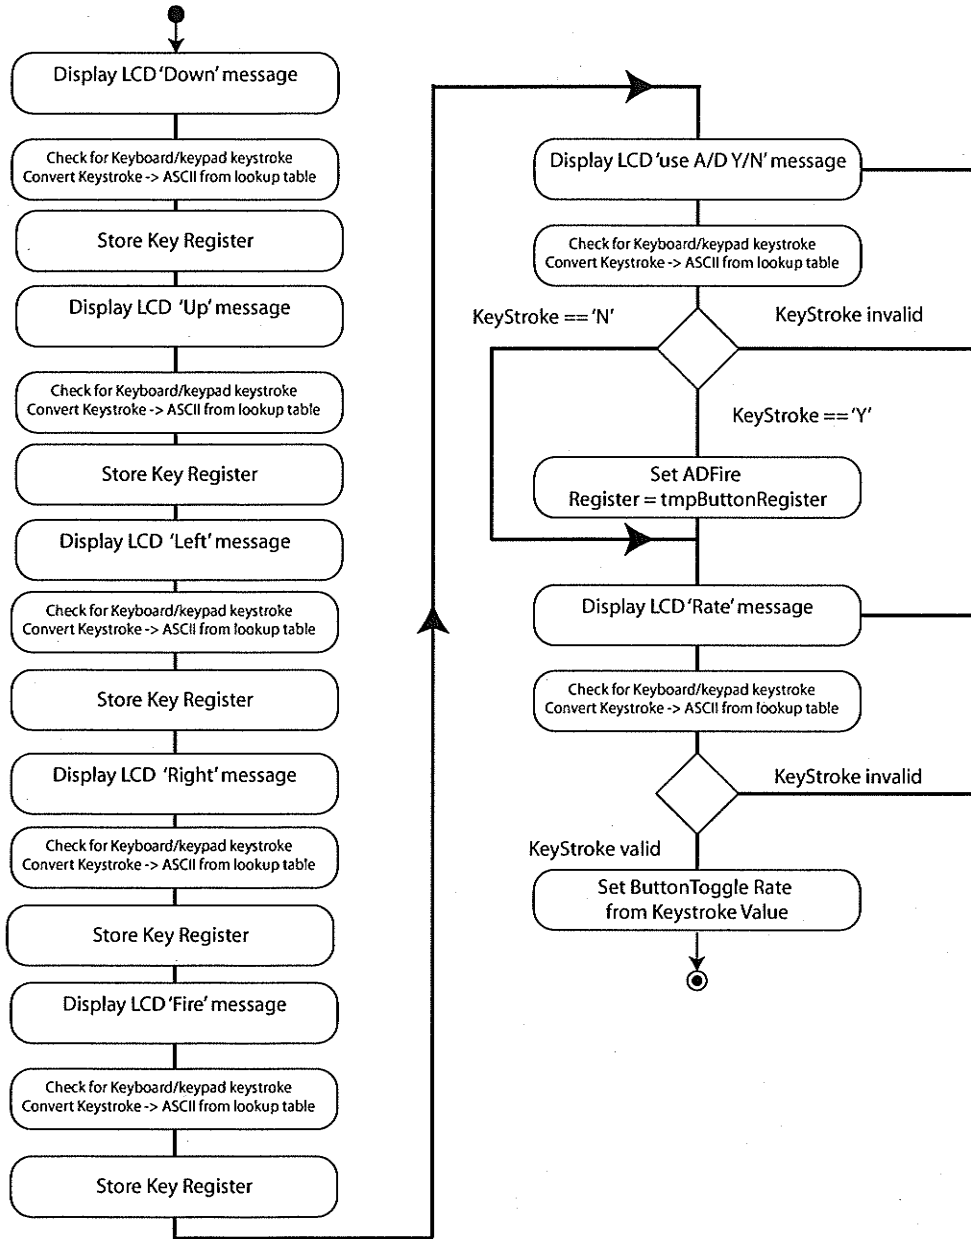 Display LCD 'Down' message
Check for Keyboard/keypad keystroke
Convert Keystroke -> ASCII from lookup table
Store Key Register
Display LCD 'Up' message
Check for Keyboard/keypad keystroke
Convert Keystroke -> ASCII from lookup table
Store Key Register
Display LCD 'Left' message
Check for Keyboard/keypad keystroke
Convert Keystroke -> ASCII from lookup table
Store Key Register
Display LCD 'Right' message
Check for Keyboard/keypad keystroke
Convert Keystroke -> ASCII from lookup table
Store Key Register
Display LCD 'Fire' message
Check for Keyboard/keypad keystroke
Convert Keystroke -> ASCII from lookup table
Store Key Register
Display LCD 'use A/D Y/N' message
Check for Keyboard/keypad keystroke
Convert Keystroke -> ASCII from lookup table
KeyStroke == 'N'
KeyStroke invalid
KeyStroke == 'Y'
Set ADFire
Register = tmpButtonRegister
Display LCD 'Rate' message
Check for Keyboard/keypad keystroke
Convert Keystroke -> ASCII from lookup table
KeyStroke invalid
KeyStroke valid
Set ButtonToggle Rate
from Keystroke Value